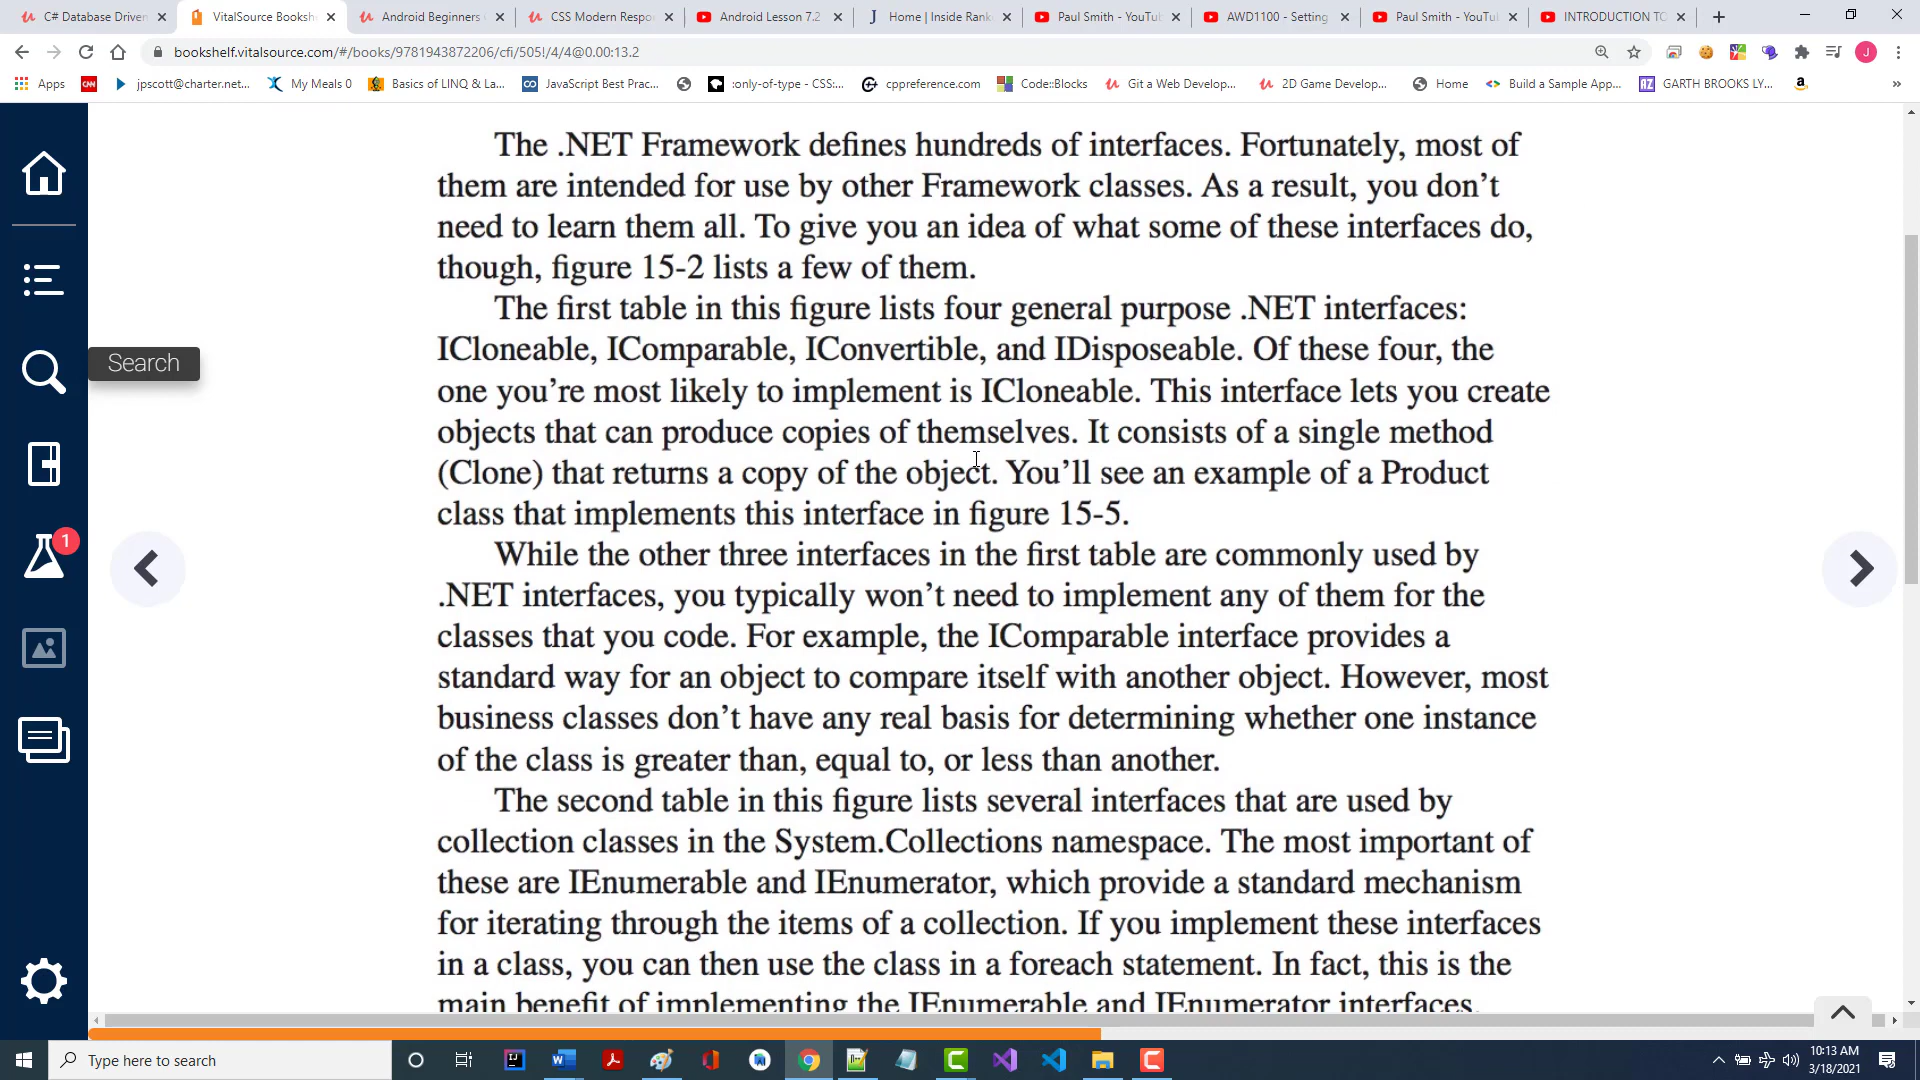 C# Database Driven
VitalSource Booksh
Android Beginners
CSS Modern Respo
Android Lesson 7.2
Home | Inside Rank
Paul Smith - YouTu
AWD1100 - Setting
Paul Smith - YouTu
INTRODUCTION TO
bookshelf.vitalsource.com/#/books/9781943872206/cfi/505!/4/4@0.00:13.2
J
Apps
CNN
jpscott@charter.net...
My Meals 0
Basics of LINQ & La...
JavaScript Best Prac...
:only-of-type - CSS:...
cppreference.com
Code::Blocks
Git a Web Develop...
2D Game Develop...
Home
Build a Sample App...
AZ
GARTH BROOKS LY...
The .NET Framework defines hundreds of interfaces. Fortunately, most of
them are intended for use by other Framework classes. As a result, you don’t
need to learn them all. To give you an idea of what some of these interfaces do,
though, figure 15-2 lists a few of them.
The first table in this figure lists four general purpose .NET interfaces:
ICloneable, IComparable, IConvertible, and IDisposeable. Of these four, the
one you’re most likely to implement is ICloneable. This interface lets you create
objects that can produce copies of themselves. It consists of a single method
(Clone) that returns a copy of the object. You’ll see an example of a Product
class that implements this interface in figure 15-5.
While the other three interfaces in the first table are commonly used by
.NET interfaces, you typically won’t need to implement any of them for the
classes that you code. For example, the IComparable interface provides a
standard way for an object to compare itself with another object. However, most
business classes don’t have any real basis for determining whether one instance
of the class is greater than, equal to, or less than another.
The second table in this figure lists several interfaces that are used by
collection classes in the System.Collections namespace. The most important of
these are IEnumerable and IEnumerator, which provide a standard mechanism
for iterating through the items of a collection. If you implement these interfaces
in a class, you can then use the class in a foreach statement. In fact, this is the
main benefit of implementing the IEnumerable and IEnumerator interfaces.
Search
1
Type here to search
10:13 AM
3/18/2021